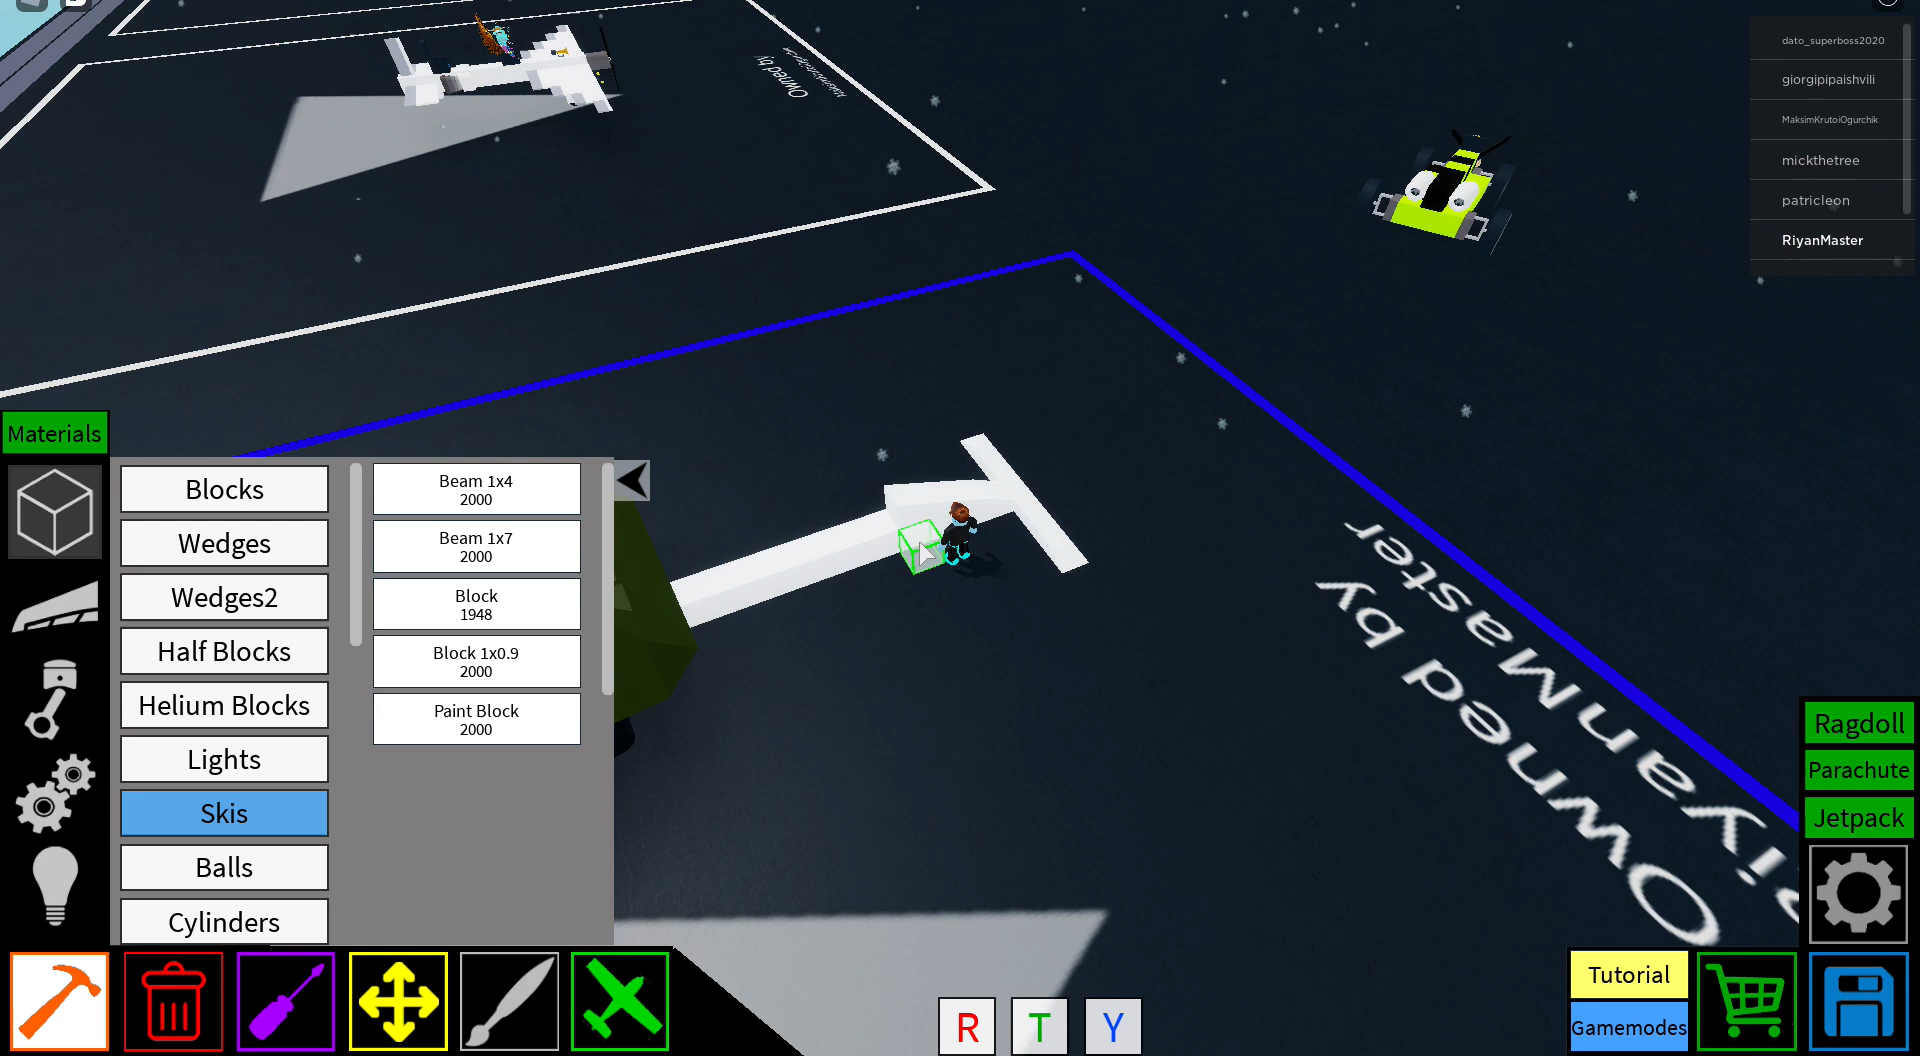 dato_superboss2020
giorgipipaishvili
MaksimKrutoiOgurchik
mickthetree
patricleon
RiyanMaster
Owned by
Owned by
RiyanMaster
Materials
Blocks
Wedges
Wedges2
Half Blocks
Helium Blocks
Lights
Skis
Balls
Cylinders
Beam 1x4
2000
Beam 1x7
2000
Block
1948
Block 1x0.9
2000
Paint Block
2000
Ragdoll
Parachute
Jetpack
Tutorial
Gamemodes
R
T
Y